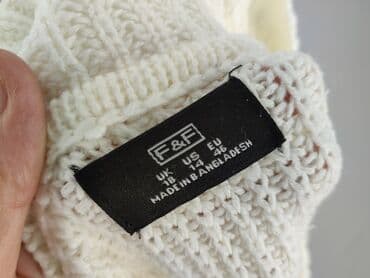 F&F
UK US EU
18 14 46
MADE IN BANGLADESH